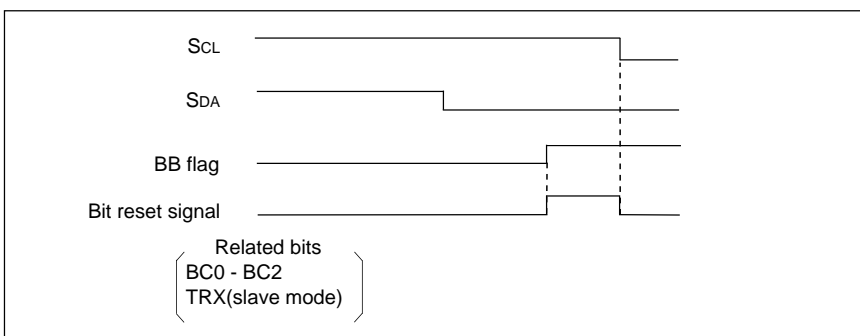 SCL
SDA
BB flag
Bit reset signal
Related bits
BC0 - BC2
TRX(slave mode)